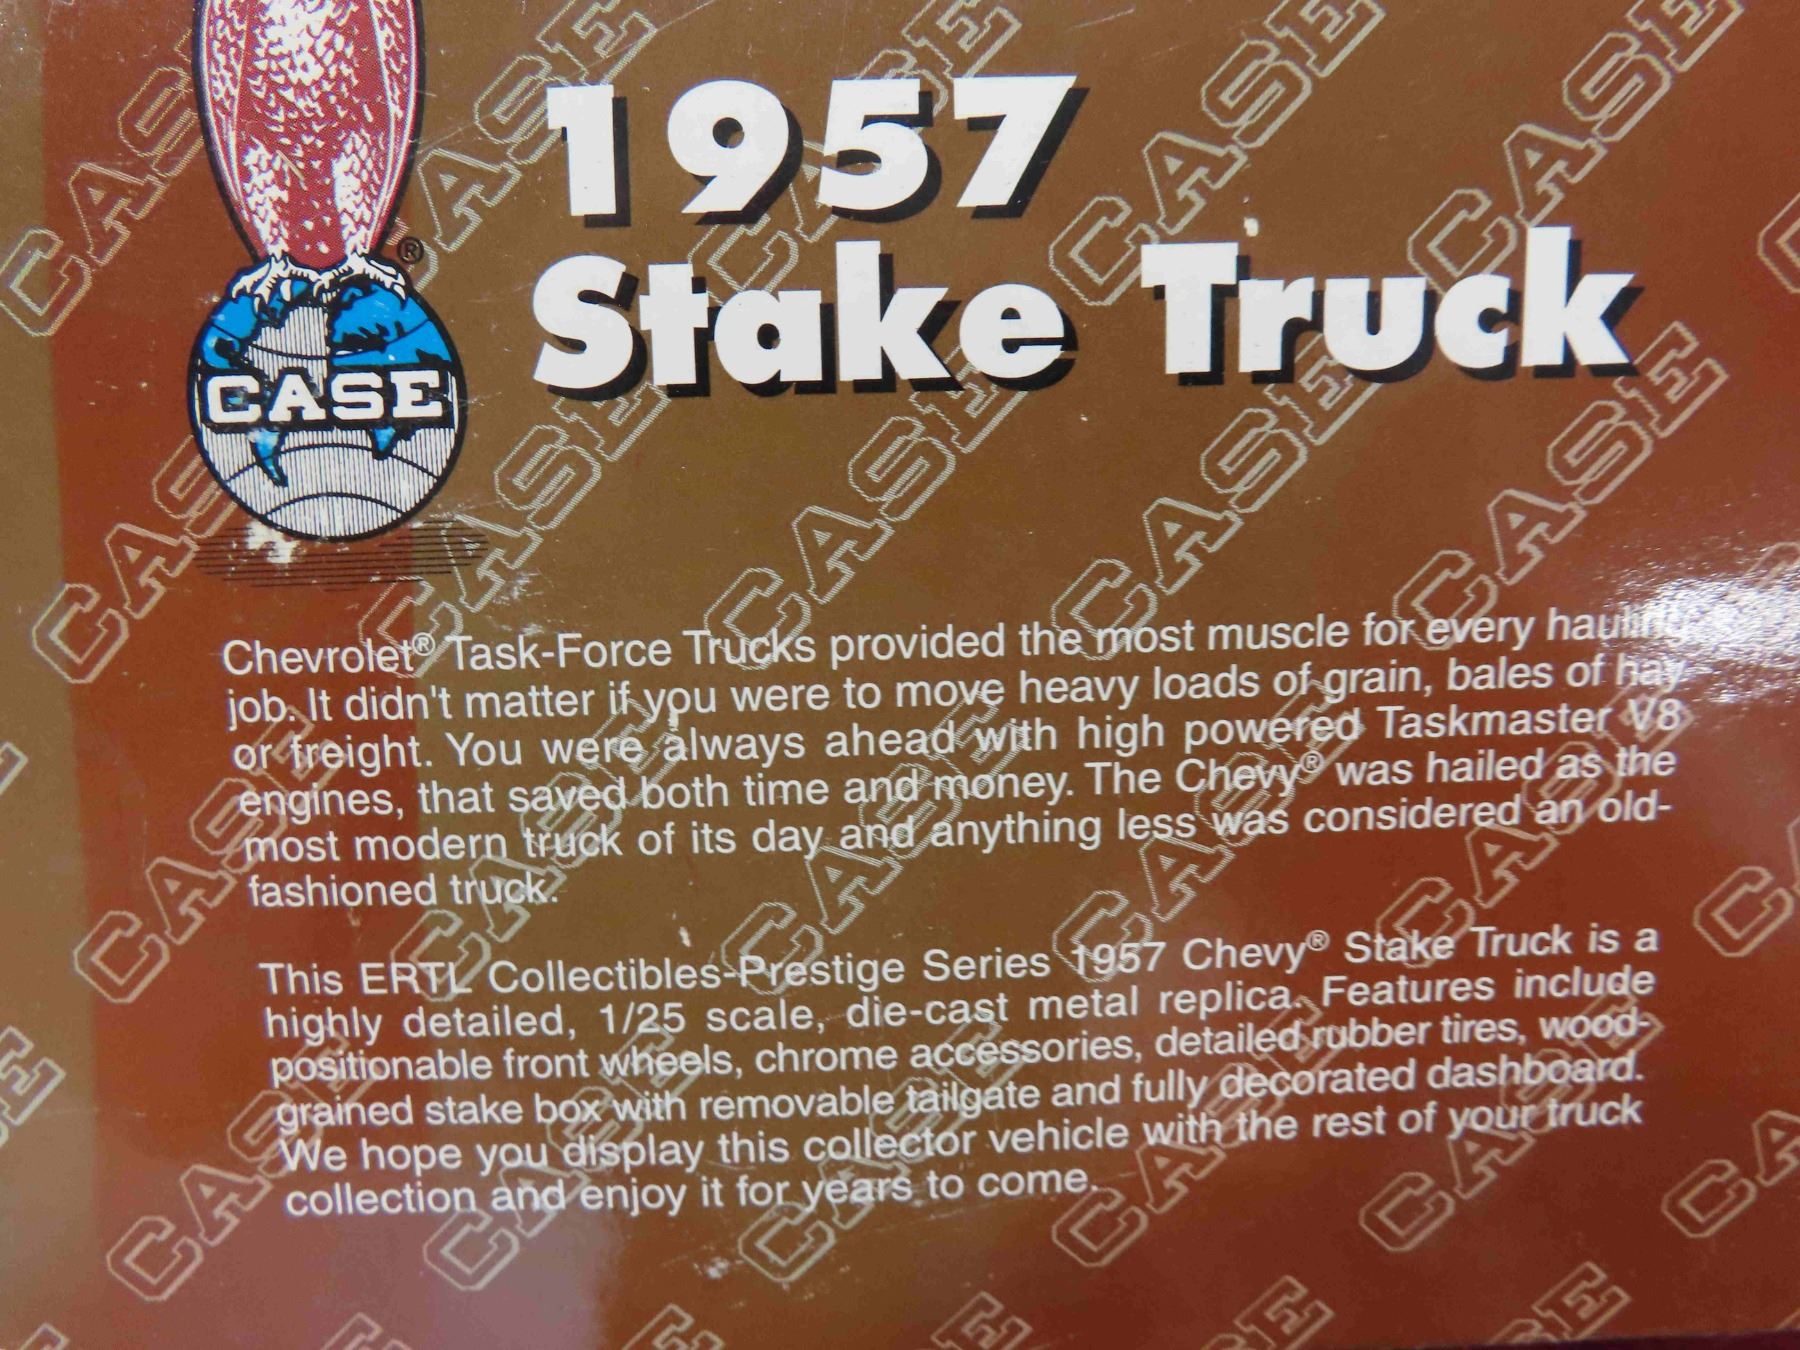 1957
Stake Truck
®
CASE
Chevrolet® Task-Force Trucks provided the most muscle for every hauling
job. It didn't matter if you were to move heavy loads of grain, bales of hay
or freight. You were always ahead with high powered Taskmaster V8
engines, that saved both time and money. The Chevy® was hailed as the
most modern truck of its day and anything less was considered an old-
fashioned truck.
This ERTL Collectibles-Prestige Series 1957 Chevy® Stake Truck is a
highly detailed, 1/25 scale, die-cast metal replica. Features include
positionable front wheels, chrome accessories, detailed rubber tires, wood-
grained stake box with removable tailgate and fully decorated dashboard.
We hope you display this collector vehicle with the rest of your truck
collection and enjoy it for years to come.